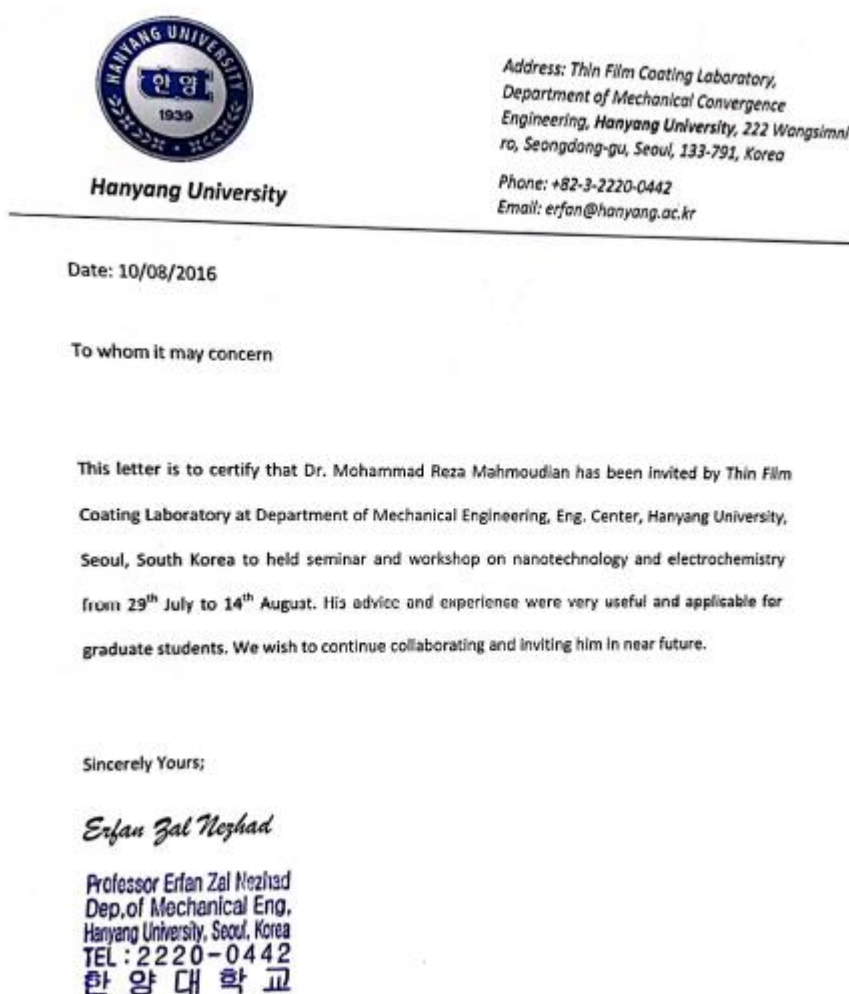 HANYANG UNIVERSITY
한양
1939
Hanyang University
Address: Thin Film Coating Laboratory,
Department of Mechanical Convergence
Engineering, Hanyang University, 222 Wangsimni
ro, Seongdong-gu, Seoul, 133-791, Korea
Phone: +82-3-2220-0442
Email: erfan@hanyang.ac.kr
Date: 10/08/2016
To whom it may concern
This letter is to certify that Dr. Mohammad Reza Mahmoudian has been invited by Thin Film
Coating Laboratory at Department of Mechanical Engineering, Eng. Center, Hanyang University,
Seoul, South Korea to held seminar and workshop on nanotechnology and electrochemistry
from 29th July to 14th August. His advice and experience were very useful and applicable for
graduate students. We wish to continue collaborating and inviting him in near future.
Sincerely Yours;
Erfan Zal Nezhad
Professor Erfan Zal Nezhad
Dep.of Mechanical Eng.
Hanyang University, Seoul, Korea
TEL:2220-0442
한양대학교